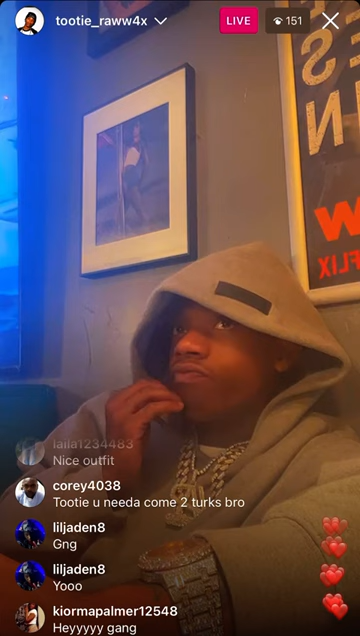 tootie_raww4x
LIVE
151
laila1234483
Nice outfit
corey4038
Tootie u needa come 2 turks bro
liljaden8
Gng
liljaden8
Yooo
kiormapalmer12548
Heyyyyy gang